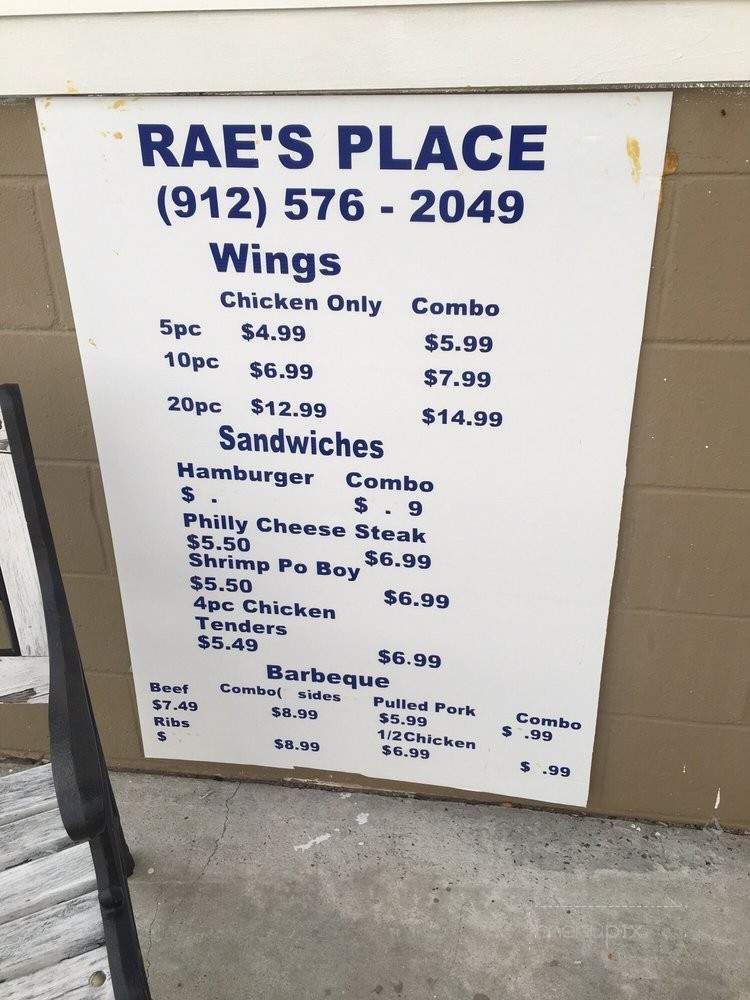 RAE'S PLACE
(912) 576 - 2049
Wings
Chicken Only Combo
5pc $4.99 $5.99
10pc $6.99 $7.99
20pc $12.99 $14.99
Sandwiches
Hamburger Combo
$ . $ . 9
Philly Cheese Steak
$5.50 $6.99
Shrimp Po Boy
$5.50 $6.99
4pc Chicken
Tenders
$5.49 $6.99
Barbeque
Beef Combo( sides Pulled Pork Combo
$7.49 $8.99 $5.99 $ .99
Ribs 1/2Chicken
$ $8.99 $6.99 $ .99
menupix